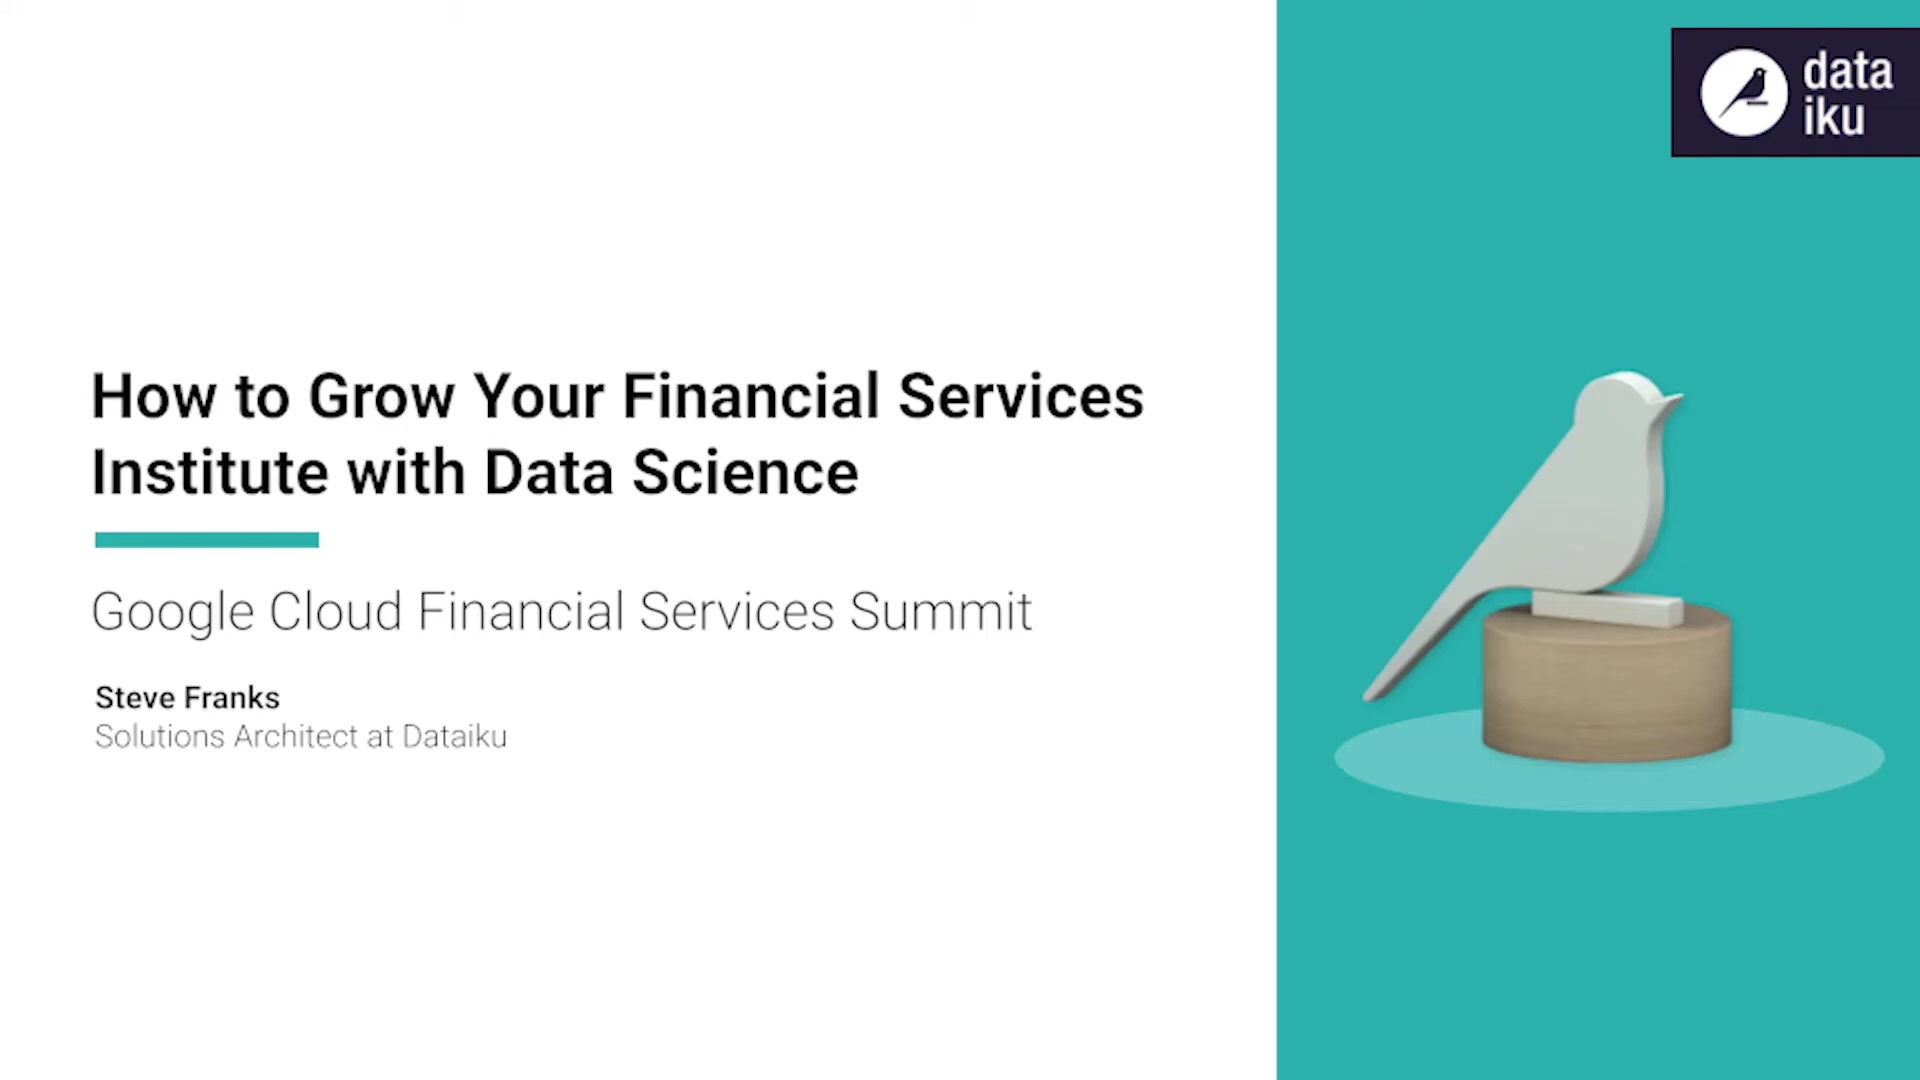 data
iku
How to Grow Your Financial Services
Institute with Data Science
Google Cloud Financial Services Summit
Steve Franks
Solutions Architect at Dataiku